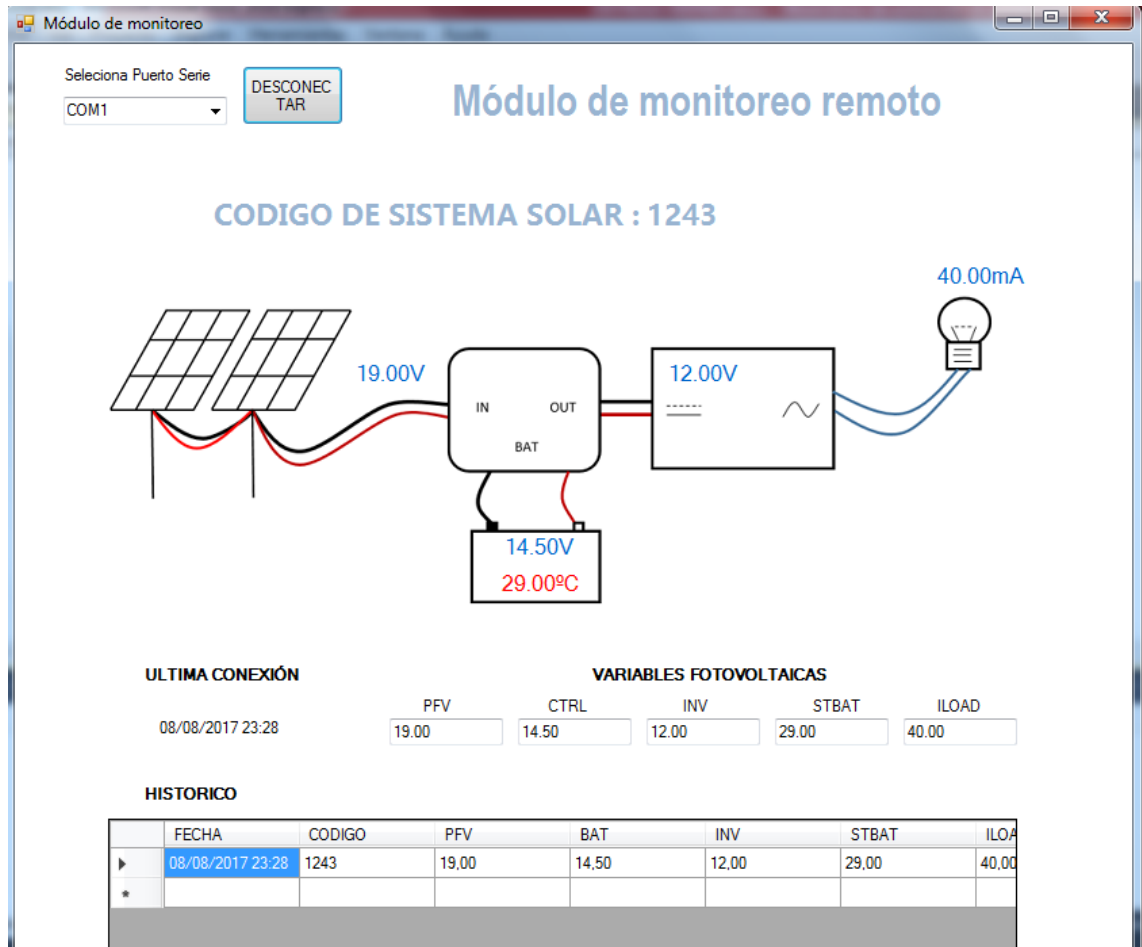 Módulo de monitoreo
Seleciona Puerto Serie
COM1
DESCONEC
TAR
Módulo de monitoreo remoto
CODIGO DE SISTEMA SOLAR : 1243
40.00mA
19.00V
12.00V
IN OUT
BAT
14.50V
29.00ºC
ULTIMA CONEXIÓN
VARIABLES FOTOVOLTAICAS
PFV CTRL INV STBAT ILOAD
08/08/2017 23:28
19.00 14.50 12.00 29.00 40.00
HISTORICO
FECHA CODIGO PFV BAT INV STBAT ILOA
08/08/2017 23:28 1243 19,00 14,50 12,00 29,00 40,00